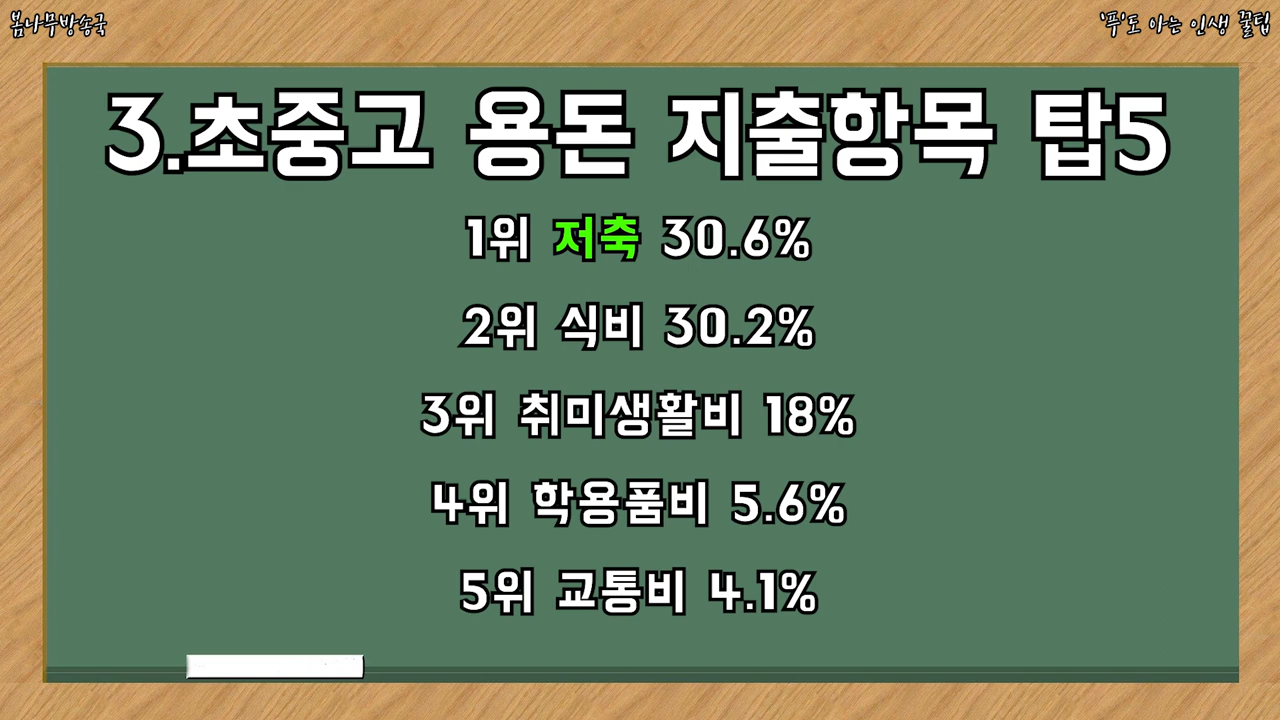 봄나무방송국
'푸'도 아는 인생 꿀팁
3.초중고 용돈 지출항목 탑5
1위 저축 30.6%
2위 식비 30.2%
3위 취미생활비 18%
4위 학용품비 5.6%
5위 교통비 4.1%